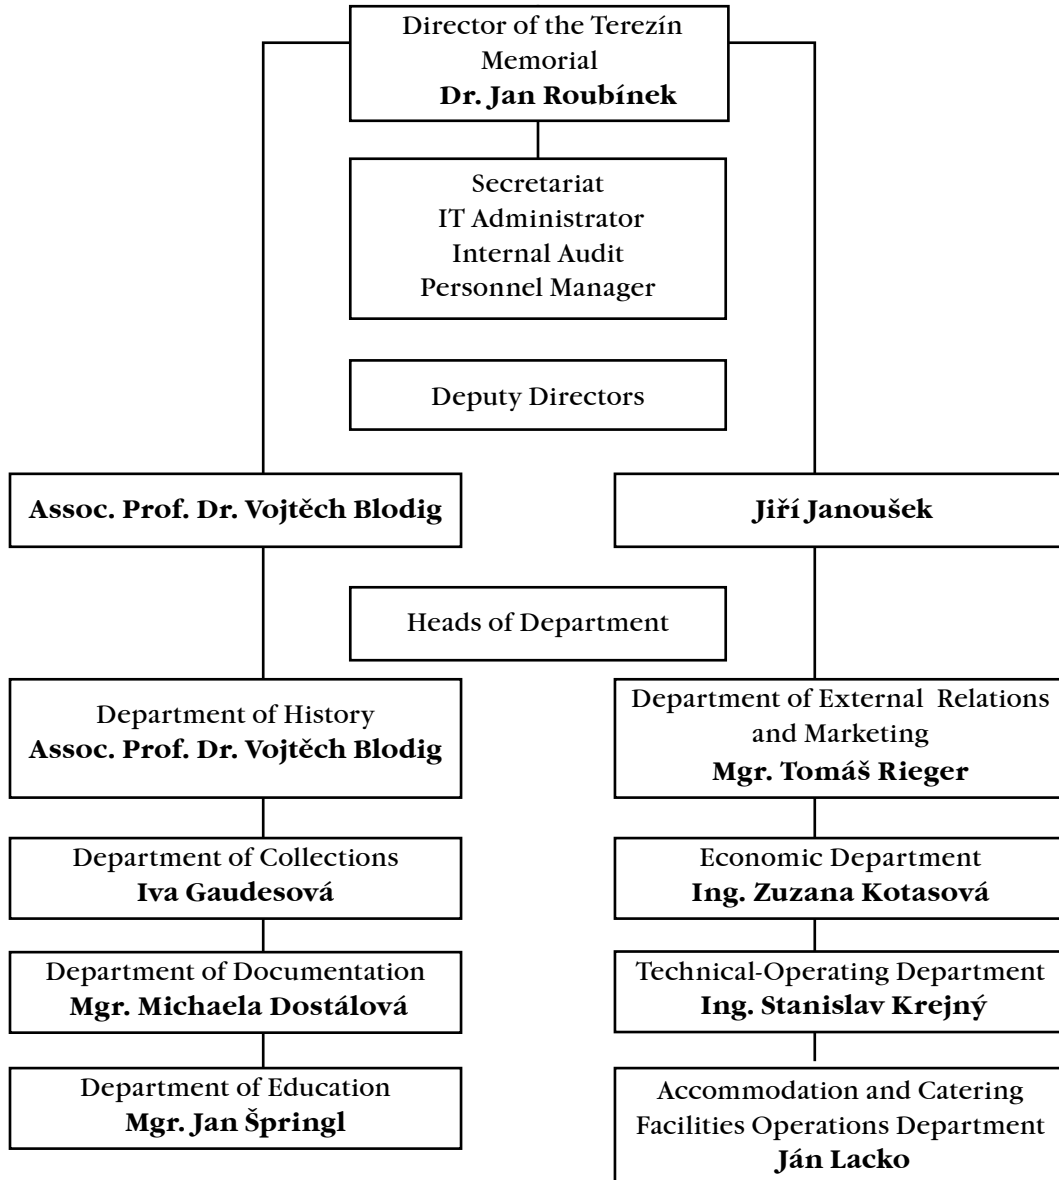 Director of the Terezín
Memorial
Dr. Jan Roubínek
Secretariat
IT Administrator
Internal Audit
Personnel Manager
Deputy Directors
Assoc. Prof. Dr. Vojtěch Blodig
Jiří Janoušek
Heads of Department
Department of History
Assoc. Prof. Dr. Vojtěch Blodig
Department of External Relations
and Marketing
Mgr. Tomáš Rieger
Department of Collections
Iva Gaudesová
Economic Department
Ing. Zuzana Kotasová
Department of Documentation
Mgr. Michaela Dostálová
Technical-Operating Department
Ing. Stanislav Krejný
Department of Education
Mgr. Jan Špringl
Accommodation and Catering
Facilities Operations Department
Ján Lacko